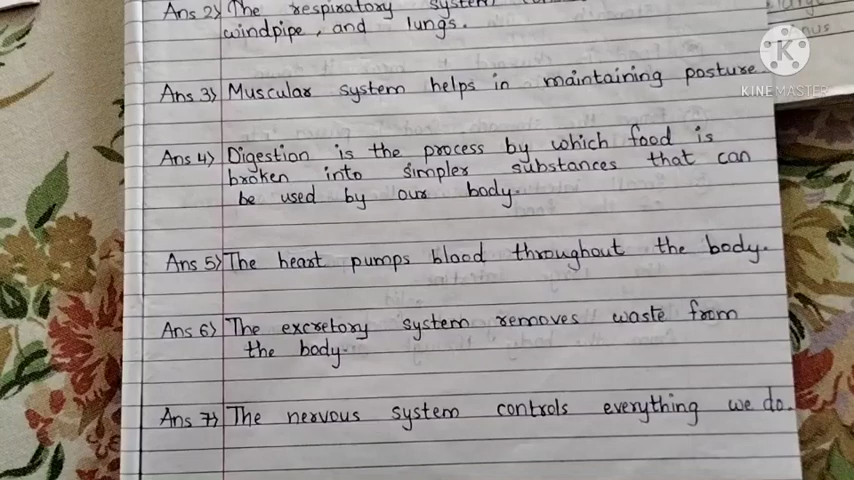 Ans 2) The respiratory system
windpipe, and lungs.
Ans 3) Muscular system helps in maintaining posture.
Ans 4) Digestion is the process by which food is
broken into simpler substances that can
be used by our body.
Ans 5) The heart pumps blood throughout the body.
Ans 6) The excretory system removes waste from
the body.
Ans 7) The nervous system controls everything we do.
KINEMASTER